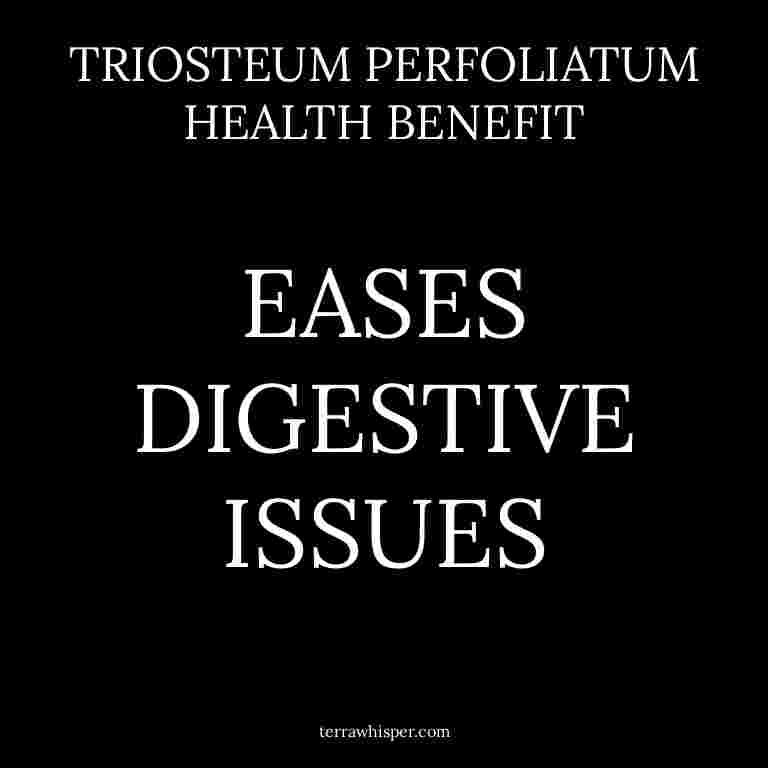 TRIOSTEUM PERFOLIATUM
HEALTH BENEFIT
EASES
DIGESTIVE
ISSUES
terrawhisper.com